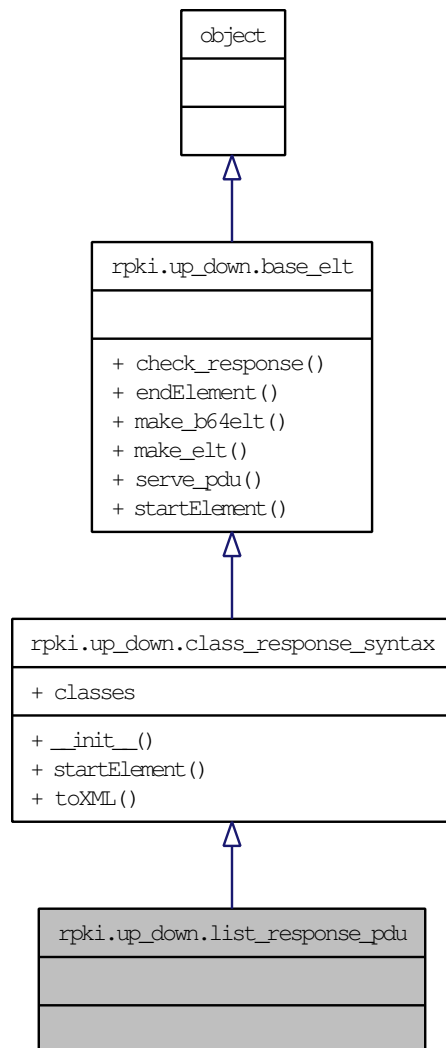 object
rpki.up_down.base_elt
+ check_response()
+ endElement()
+ make_b64elt()
+ make_elt()
+ serve_pdu()
+ startElement()
rpki.up_down.class_response_syntax
+ classes
+ __init__()
+ startElement()
+ toXML()
rpki.up_down.list_response_pdu